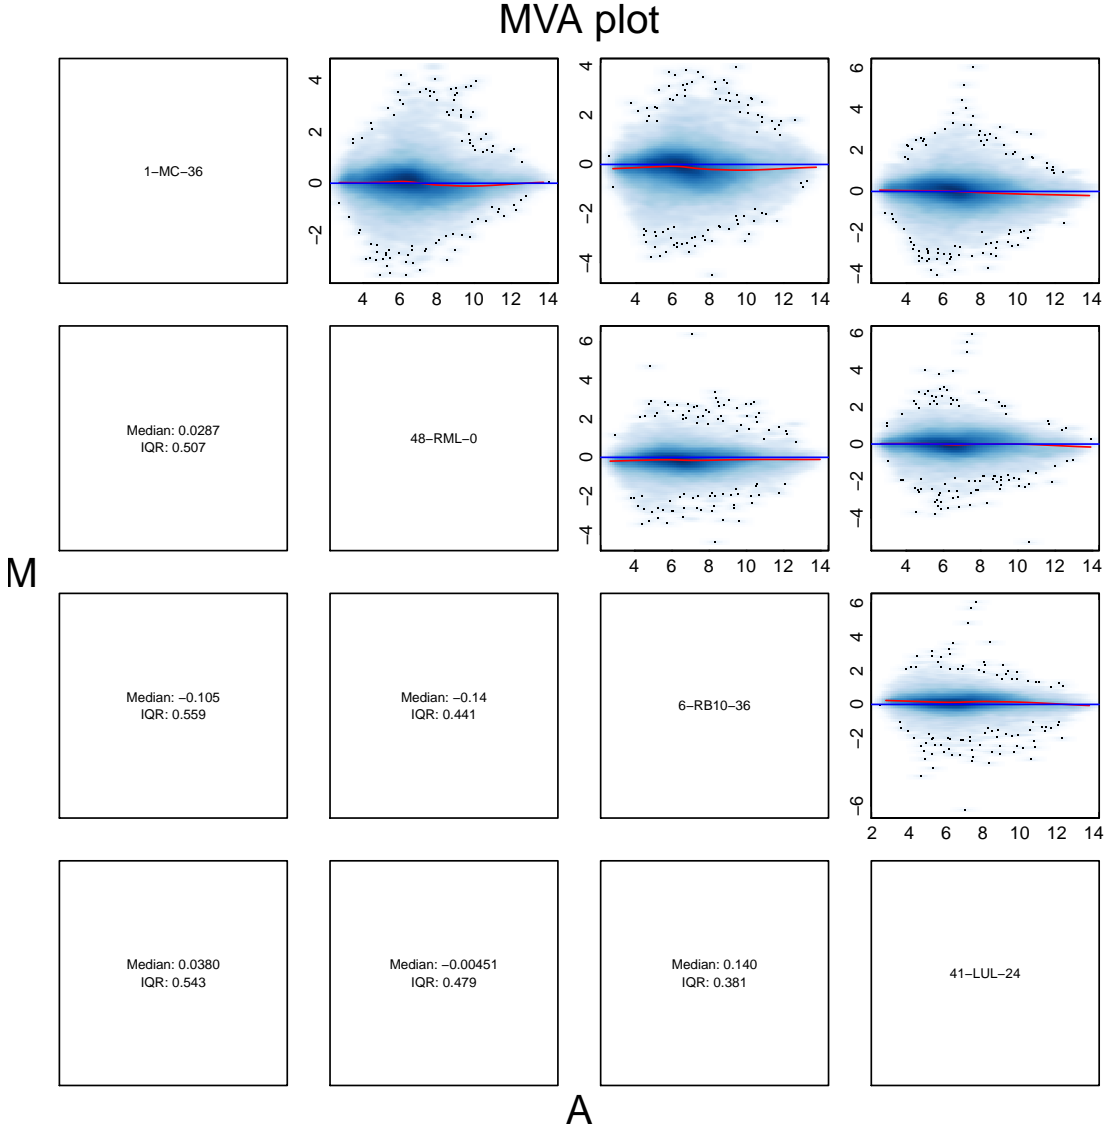 MVA plot
1−MC−36
4
2
0
−2
4 6 8 10 12 14
4
2
0
−2
−4
4 6 8 10 12 14
6
4
2
0
−2
−4
4 6 8 10 12 14
Median: 0.0287
IQR: 0.507
48−RML−0
6
4
2
0
−2
−4
4 6 8 10 12 14
6
4
2
0
−2
−4
4 6 8 10 12 14
M
Median: −0.105
IQR: 0.559
Median: −0.14
IQR: 0.441
6−RB10−36
6
4
2
0
−2
−6
2 4 6 8 10 12 14
Median: 0.0380
IQR: 0.543
Median: −0.00451
IQR: 0.479
Median: 0.140
IQR: 0.381
41−LUL−24
A